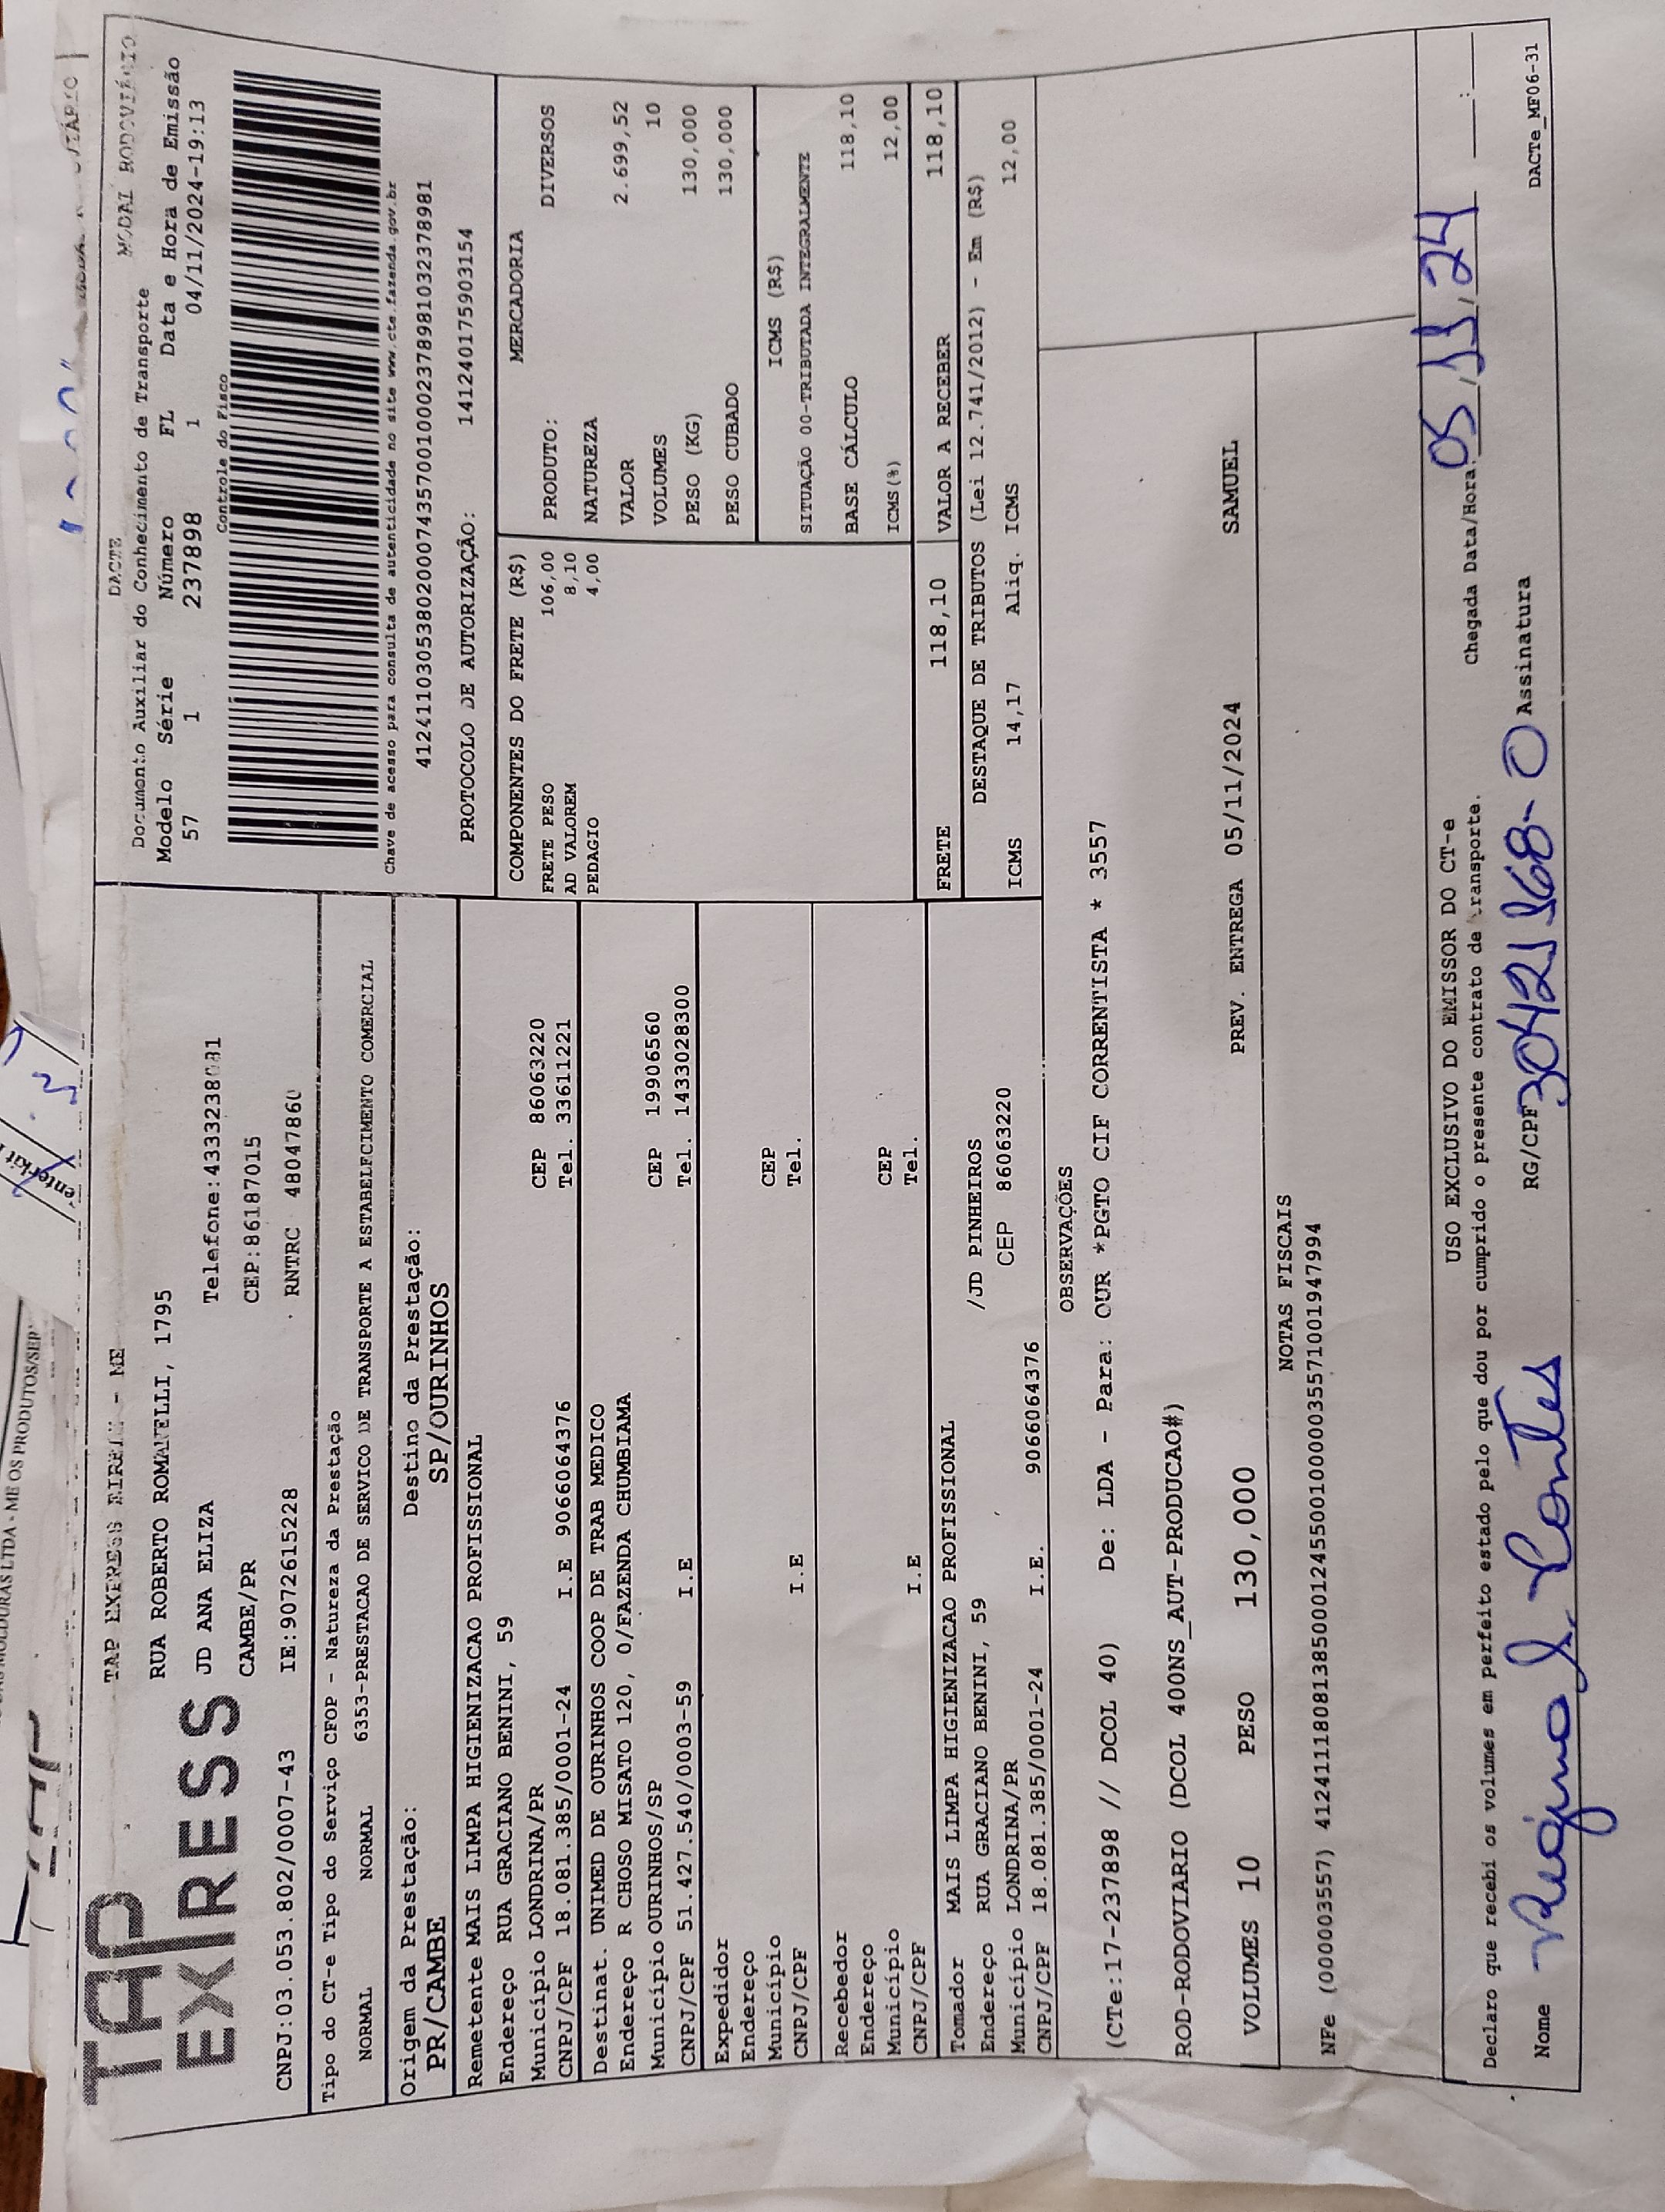 TAP
EXPRESS
TAP EXPRESS EIRELI - ME
RUA ROBERTO ROMANELLI, 1795
JD ANA ELIZA
Telefone:4333238081
CAMBE/PR
CEP:86187015
CNPJ:03.053.802/0007-43 IE:9072615228 RNTRC 48047860
DACTE MODAL RODOVIÁRIO
Documento Auxiliar do Conhecimento de Transporte
Modelo Série Número FL Data e Hora de Emissão
57 1 237898 1 04/11/2024-19:13
Controle do Fisco
Chave de acesso para consulta de autenticidade no site www.cte.fazenda.gov.br
41241103053802000743570010002378981032378981
PROTOCOLO DE AUTORIZAÇÃO: 141240175903154
Tipo do CT-e Tipo do Serviço CFOP - Natureza da Prestação
NORMAL NORMAL 6353-PRESTACAO DE SERVICO DE TRANSPORTE A ESTABELECIMENTO COMERCIAL
Origem da Prestação: Destino da Prestação:
PR/CAMBE SP/OURINHOS
Remetente MAIS LIMPA HIGIENIZACAO PROFISSIONAL
Endereço RUA GRACIANO BENINI, 59
Município LONDRINA/PR CEP 86063220
CNPJ/CPF 18.081.385/0001-24 I.E 9066064376 Tel. 33611221
Destinat. UNIMED DE OURINHOS COOP DE TRAB MEDICO
Endereço R CHOSO MISATO 120, 0/FAZENDA CHUMBIAMA
Município OURINHOS/SP CEP 19906560
CNPJ/CPF 51.427.540/0003-59 I.E Tel. 1433028300
Expedidor
Endereço
Município CEP
CNPJ/CPF I.E Tel.
Recebedor
Endereço
Município CEP
CNPJ/CPF I.E Tel.
Tomador MAIS LIMPA HIGIENIZACAO PROFISSIONAL
Endereço RUA GRACIANO BENINI, 59 /JD PINHEIROS
Município LONDRINA/PR CEP 86063220
CNPJ/CPF 18.081.385/0001-24 I.E. 9066064376
COMPONENTES DO FRETE (R$)
FRETE PESO 106,00
AD VALOREM 8,10
PEDAGIO 4,00
MERCADORIA
PRODUTO: DIVERSOS
NATUREZA
VALOR 2.699,52
VOLUMES 10
PESO (KG) 130,000
PESO CUBADO 130,000
ICMS (R$)
SITUAÇÃO 00-TRIBUTADA INTEGRALMENTE
BASE CÁLCULO 118,10
ICMS(%) 12,00
FRETE 118,10 VALOR A RECEBER 118,10
DESTAQUE DE TRIBUTOS (Lei 12.741/2012) - Em (R$)
ICMS 14,17 Aliq. ICMS 12,00
OBSERVAÇÕES
(CTe:17-237898 // DCOL 40) De: LDA - Para: OUR *PGTO CIF CORRENTISTA * 3557
ROD-RODOVIARIO (DCOL 400NS_AUT-PRODUCAO#)
VOLUMES 10 PESO 130,000 PREV. ENTREGA 05/11/2024 SAMUEL
NOTAS FISCAIS
NFe (000003557) 41241118081385000124550010000035571001947994
USO EXCLUSIVO DO EMISSOR DO CT-e
Declaro que recebi os volumes em perfeito estado pelo que dou por cumprido o presente contrato de transporte.
Chegada Data/Hora: 05/11/24 :
Nome Regina L. Pontes RG/CPF 30421168-0 Assinatura
DACTe_MF06-31